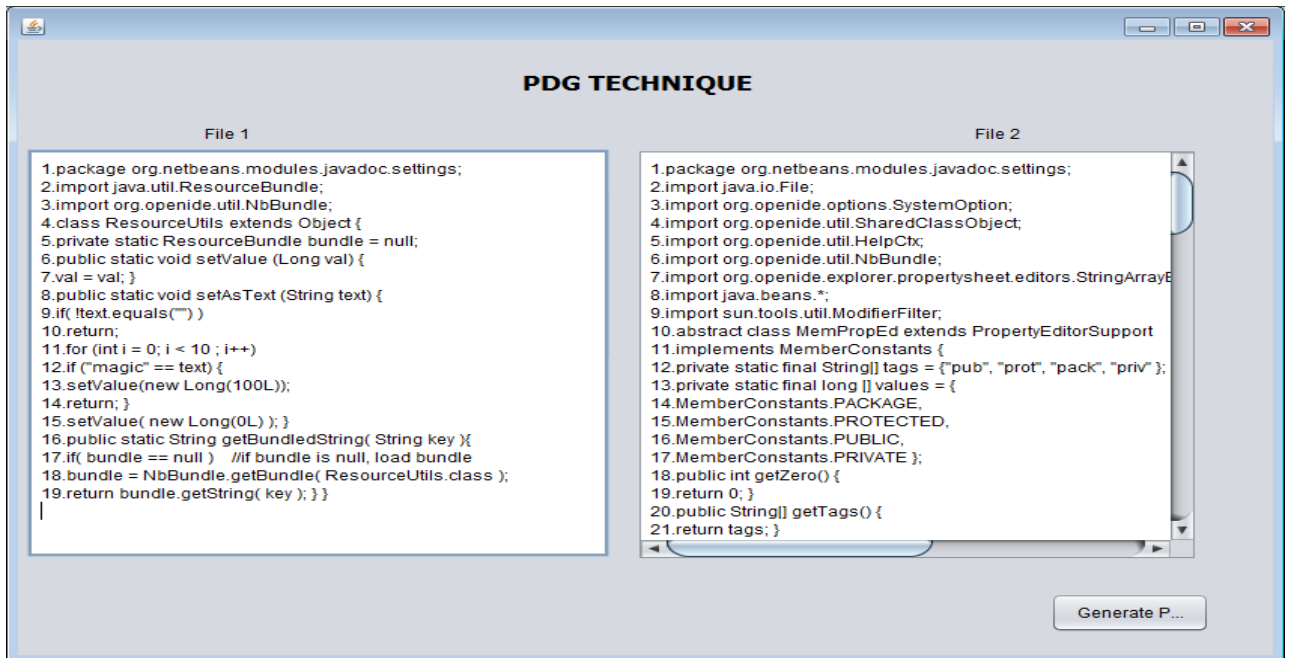 PDG TECHNIQUE
File 1
1.package org.netbeans.modules.javadoc.settings;
2.import java.util.ResourceBundle;
3.import org.openide.util.NbBundle;
4.class ResourceUtils extends Object {
5.private static ResourceBundle bundle = null;
6.public static void setValue (Long val) {
7.val = val; }
8.public static void setAsText (String text) {
9.if( !text.equals("") )
10.return;
11.for (int i = 0; i < 10 ; i++)
12.if ("magic" == text) {
13.setValue(new Long(100L));
14.return; }
15.setValue( new Long(0L) ); }
16.public static String getBundledString( String key ){
17.if( bundle == null )   //if bundle is null, load bundle
18.bundle = NbBundle.getBundle( ResourceUtils.class );
19.return bundle.getString( key ); } }
File 2
1.package org.netbeans.modules.javadoc.settings;
2.import java.io.File;
3.import org.openide.options.SystemOption;
4.import org.openide.util.SharedClassObject;
5.import org.openide.util.HelpCtx;
6.import org.openide.util.NbBundle;
7.import org.openide.explorer.propertysheet.editors.StringArrayE
8.import java.beans.*;
9.import sun.tools.util.ModifierFilter;
10.abstract class MemPropEd extends PropertyEditorSupport
11.implements MemberConstants {
12.private static final String[] tags = {"pub", "prot", "pack", "priv" };
13.private static final long [] values = {
14.MemberConstants.PACKAGE,
15.MemberConstants.PROTECTED,
16.MemberConstants.PUBLIC,
17.MemberConstants.PRIVATE };
18.public int getZero() {
19.return 0; }
20.public String[] getTags() {
21.return tags; }
Generate P...